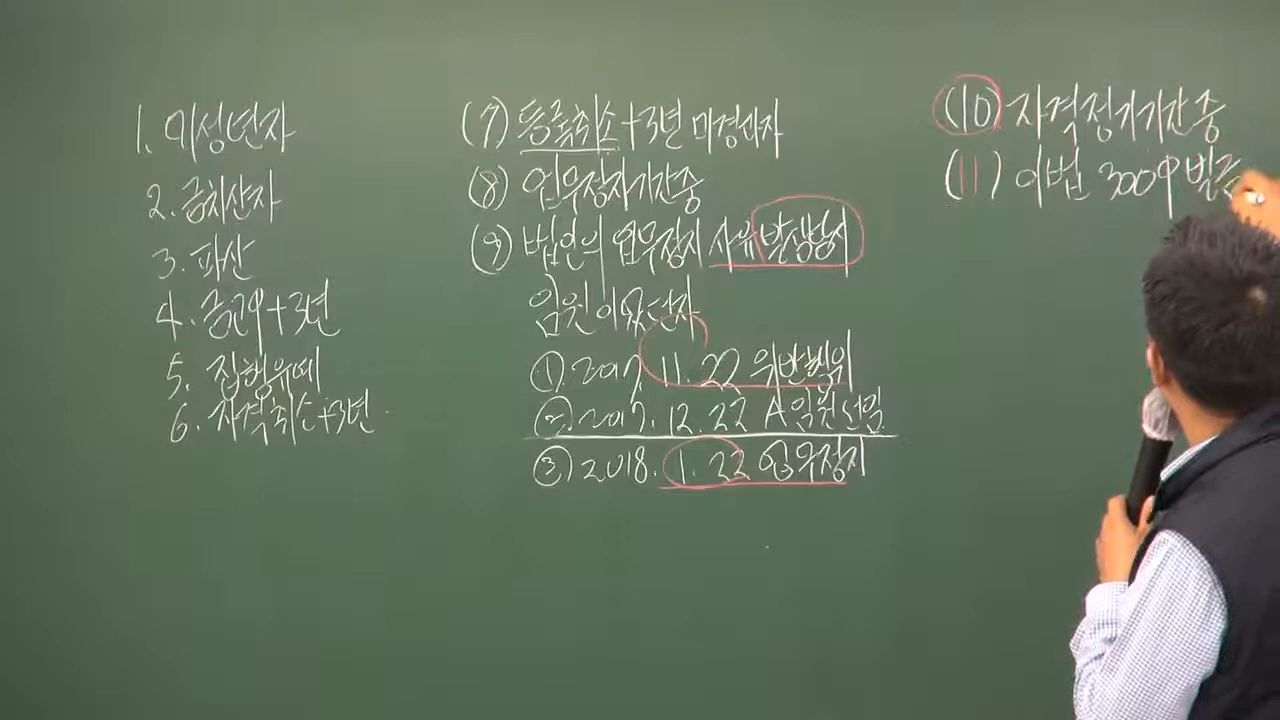 1. 미성년자
2. 금치산자
3. 파산
4. 금고이+3년
5. 집행유예
6. 자격취소+3년
(7) 등록취소+3년 미경과자
(8) 업무정지기간중
(9) 법인의 업무정지 사유발생당시
임원이었던자
① 2017. 11. 22 위반행위
② 2017. 12. 22 A임원선임
③ 2018. 1. 22 업무정지
(10) 자격정지기간중
(11) 이법 300이벌금